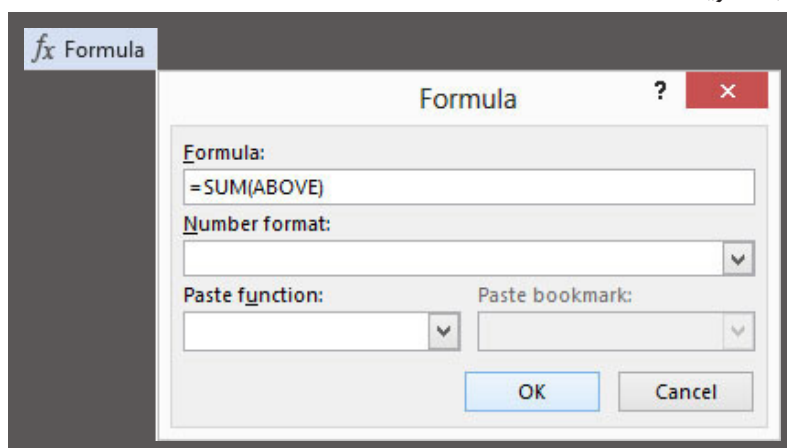 fx Formula
Formula
?
Formula:
=SUM(ABOVE)
Number format:
Paste function: Paste bookmark:
OK Cancel